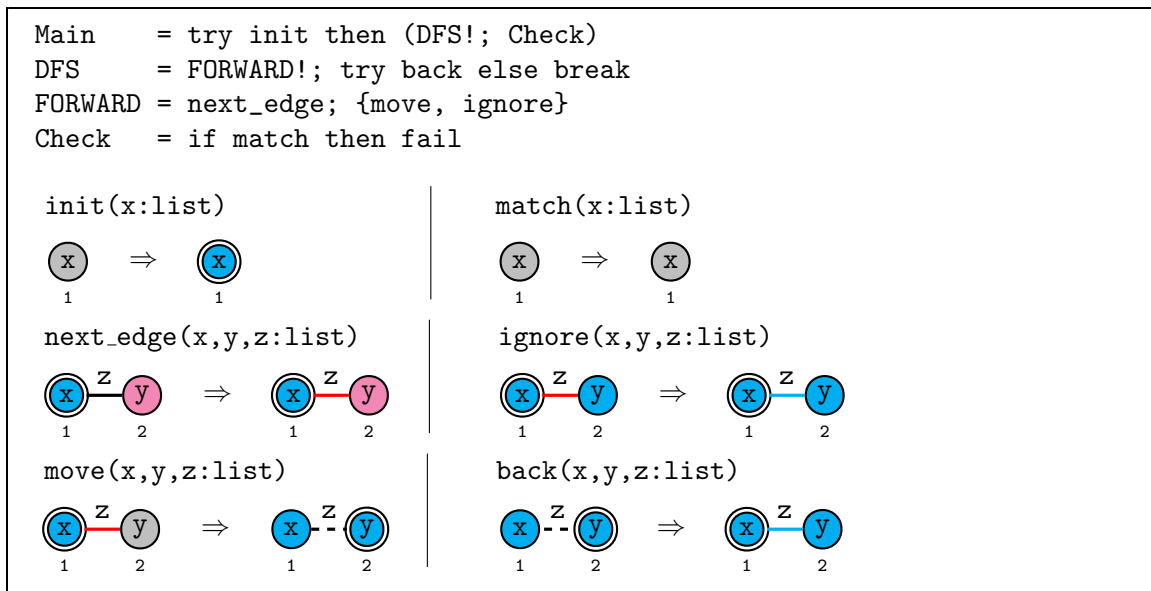 Main    = try init then (DFS!; Check)
DFS     = FORWARD!; try back else break
FORWARD = next_edge; {move, ignore}
Check   = if match then fail
init(x:list)
x ⇒ x
1 1
match(x:list)
x ⇒ x
1 1
next_edge(x,y,z:list)
x z y ⇒ x z y
1 2 1 2
ignore(x,y,z:list)
x z y ⇒ x z y
1 2 1 2
move(x,y,z:list)
x z y ⇒ x z y
1 2 1 2
back(x,y,z:list)
x z y ⇒ x z y
1 2 1 2